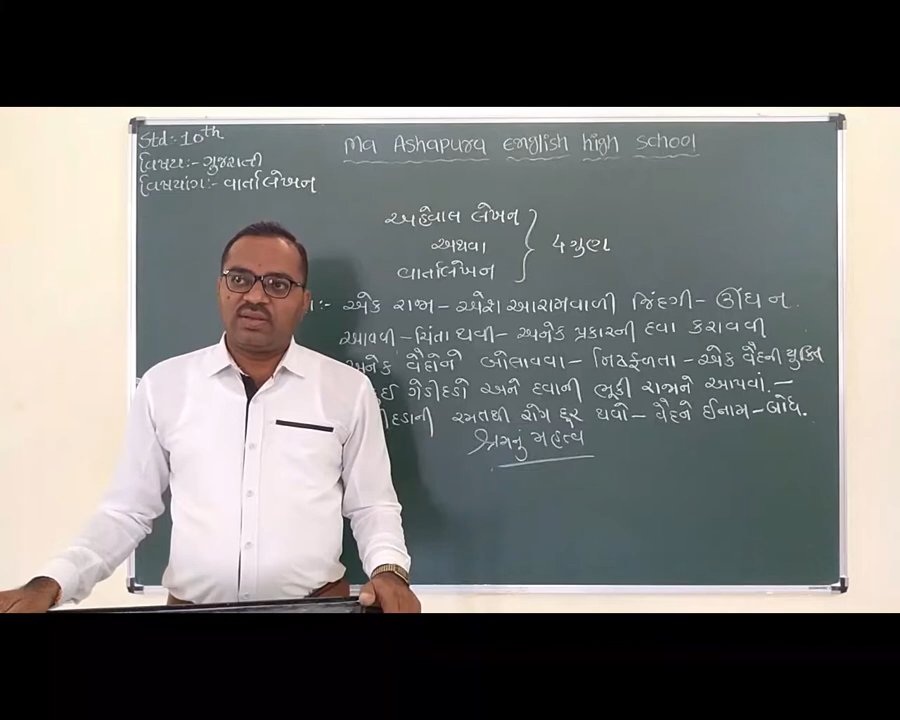 Std:- 10th
Ma Ashapura english high school
વિષય:- ગુજરાતી
વિષયાંગ:- વાર્તાલેખન
અહેવાલ લેખન
અથવા
વાર્તાલેખન
4 ગુણ
:- એક રાજા - એશ આરામવાળી જિંદગી - ઊંઘ ન
આવવી - ચિંતા થવી - અનેક પ્રકારની દવા કરાવવી
અનેક વૈદોને બોલાવવા - નિષ્ફળતા - એક વૈદની યુક્તિ
ગેડીદડો અને દવાની ભૂકી રાજાને આપવાં. -
રમતથી રોગ દૂર થવો - વૈદને ઈનામ - બોધ.
શ્રમનું મહત્વ